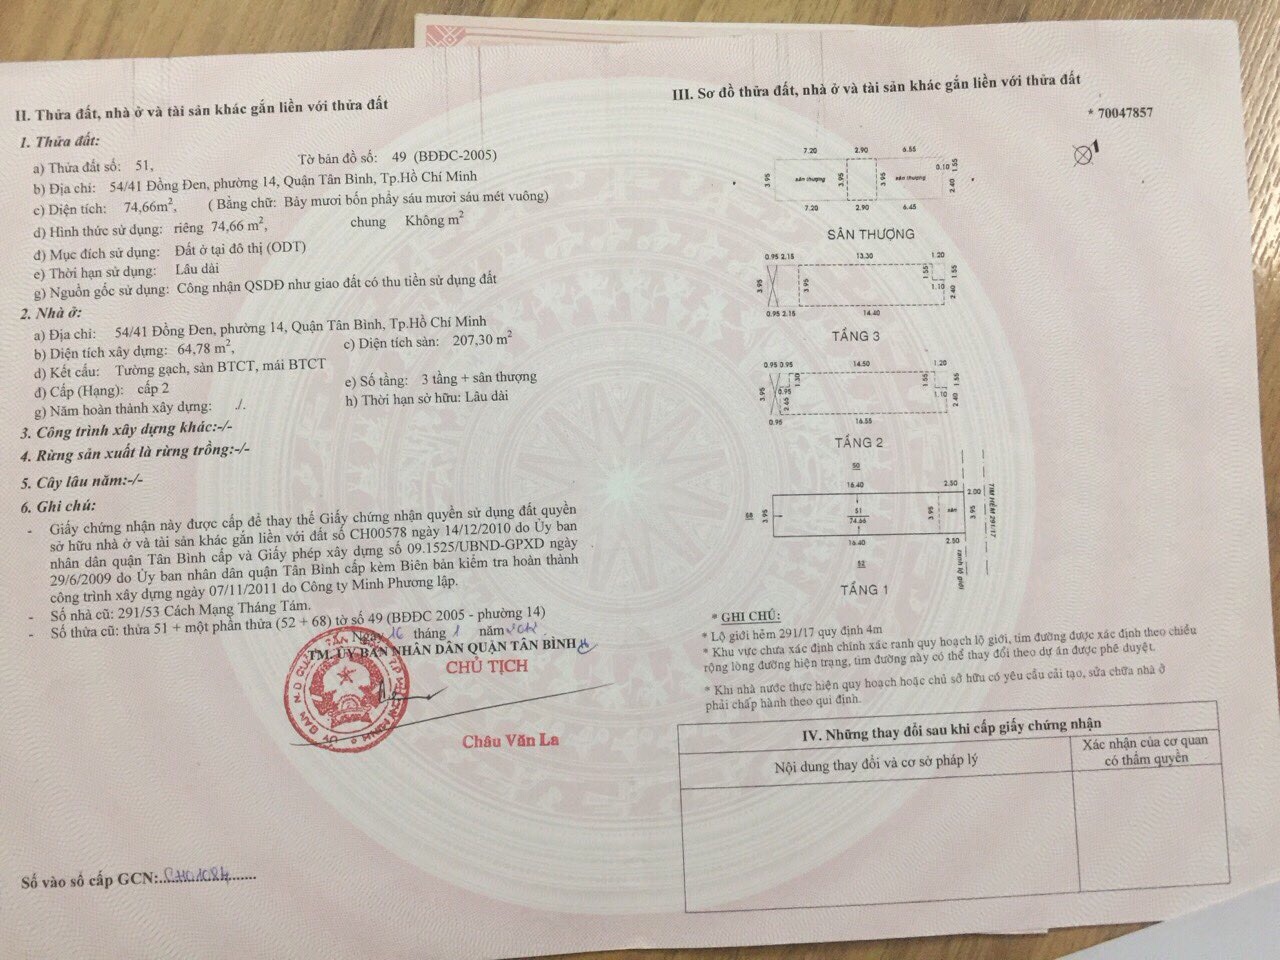 II. Thửa đất, nhà ở và tài sản khác gắn liền với thửa đất
1. Thửa đất:
a) Thửa đất số: 51, Tờ bản đồ số: 49 (BĐĐC-2005)
b) Địa chỉ: 54/41 Đồng Đen, phường 14, Quận Tân Bình, Tp.Hồ Chí Minh
c) Diện tích: 74,66m², ( Bằng chữ: Bảy mươi bốn phẩy sáu mươi sáu mét vuông)
d) Hình thức sử dụng: riêng 74,66 m², chung Không m²
đ) Mục đích sử dụng: Đất ở tại đô thị (ODT)
e) Thời hạn sử dụng: Lâu dài
g) Nguồn gốc sử dụng: Công nhận QSDĐ như giao đất có thu tiền sử dụng đất
2. Nhà ở:
a) Địa chỉ: 54/41 Đồng Đen, phường 14, Quận Tân Bình, Tp.Hồ Chí Minh
b) Diện tích xây dựng: 64,78 m², c) Diện tích sàn: 207,30 m²
d) Kết cấu: Tường gạch, sàn BTCT, mái BTCT
đ) Cấp (Hạng): cấp 2 e) Số tầng: 3 tầng + sân thượng
g) Năm hoàn thành xây dựng: ./. h) Thời hạn sở hữu: Lâu dài
3. Công trình xây dựng khác:-/-
4. Rừng sản xuất là rừng trồng:-/-
5. Cây lâu năm:-/-
6. Ghi chú:
- Giấy chứng nhận này được cấp để thay thế Giấy chứng nhận quyền sử dụng đất quyền
sở hữu nhà ở và tài sản khác gắn liền với đất số CH00578 ngày 14/12/2010 do Ủy ban
nhân dân quận Tân Bình cấp và Giấy phép xây dựng số 09.1525/UBND-GPXD ngày
29/6/2009 do Ủy ban nhân dân quận Tân Bình cấp kèm Biên bản kiểm tra hoàn thành
công trình xây dựng ngày 07/11/2011 do Công ty Minh Phương lập.
- Số nhà cũ: 291/53 Cách Mạng Tháng Tám.
- Số thửa cũ: thửa 51 + một phần thửa (52 + 68) tờ số 49 (BĐĐC 2005 - phường 14)
Ngày 16 tháng 1 năm
TM. ỦY BAN NHÂN DÂN QUẬN TÂN BÌNH
CHỦ TỊCH
Châu Văn La
Số vào sổ cấp GCN:
III. Sơ đồ thửa đất, nhà ở và tài sản khác gắn liền với thửa đất
* 70047857
7.20 2.90 6.55
3.95 sân thượng 3.95 3.95 sân thượng 0.10 1.55 2.40
7.20 2.90 6.45
SÂN THƯỢNG
0.95 2.15 13.30 1.20
3.95 3.95 1.55 1.10 1.55 2.40
0.95 2.15 14.40
TẦNG 3
0.95 0.95 14.50 1.20
3.95 1.30 0.95 2.65 1.55 1.10 1.55 2.40
0.95 16.55
TẦNG 2
50
16.40 2.50 2.00
68 3.95 51 74.66 3.95 sân 3.95 TIM HẺM 291/17
16.40 2.50 ranh lộ giới
52
TẦNG 1
* GHI CHÚ:
* Lộ giới hẻm 291/17 quy định 4m
* Khu vực chưa xác định chính xác ranh quy hoạch lộ giới, tim đường được xác định theo chiều
rộng lòng đường hiện trạng, tim đường này có thể thay đổi theo dự án được phê duyệt.
* Khi nhà nước thực hiện quy hoạch hoặc chủ sở hữu có yêu cầu cải tạo, sửa chữa nhà ở
phải chấp hành theo qui định.
IV. Những thay đổi sau khi cấp giấy chứng nhận
Nội dung thay đổi và cơ sở pháp lý
Xác nhận của cơ quan
có thẩm quyền